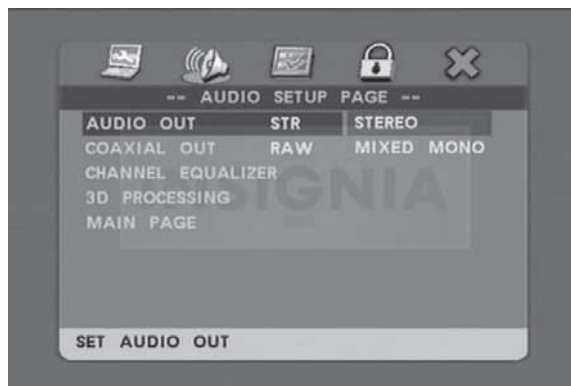 -- AUDIO SETUP PAGE --
AUDIO OUT STR STEREO
COAXIAL OUT RAW MIXED MONO
CHANNEL EQUALIZER
3D PROCESSING
MAIN PAGE
INSIGNIA
SET AUDIO OUT